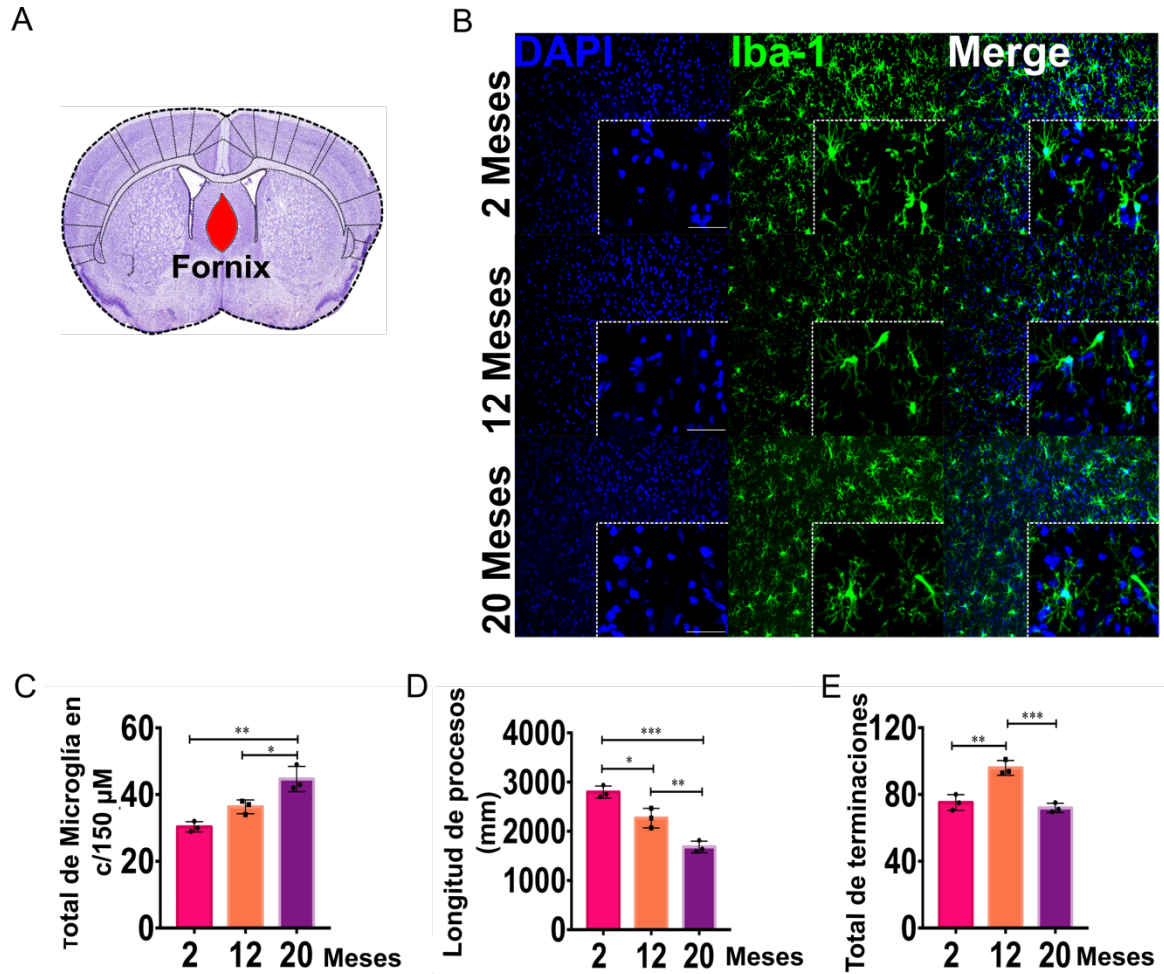 A
Fornix
B
DAPI
Iba-1
Merge
2 Meses
12 Meses
20 Meses
C
Total de Microglía en
c/150 µM
60
40
20
0
**
*
2
12
20
Meses
D
Longitud de procesos
(mm)
4000
3000
2000
1000
0
***
*
**
2
12
20
Meses
E
Total de terminaciones
120
80
40
0
***
**
2
12
20
Meses